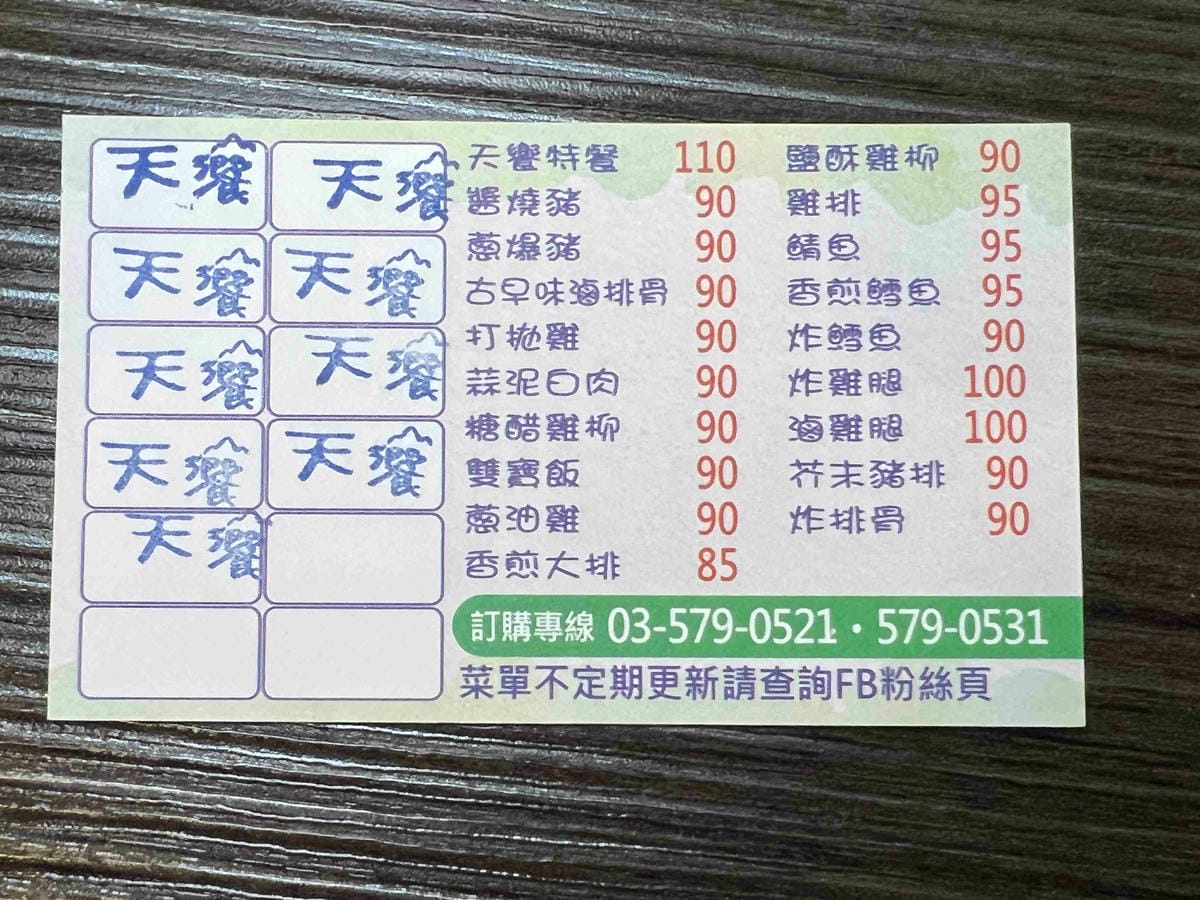 天饗 天饗
天饗 天饗
天饗 天饗
天饗 天饗
天饗
天饗特餐 110
醬燒豬 90
蔥爆豬 90
古早味滷排骨 90
打拋雞 90
蒜泥白肉 90
糖醋雞柳 90
雙寶飯 90
蔥油雞 90
香煎大排 85
鹽酥雞柳 90
雞排 95
鯖魚 95
香煎鱈魚 95
炸鱈魚 90
炸雞腿 100
滷雞腿 100
芥末豬排 90
炸排骨 90
訂購專線 03-579-0521・579-0531
菜單不定期更新請查詢FB粉絲頁